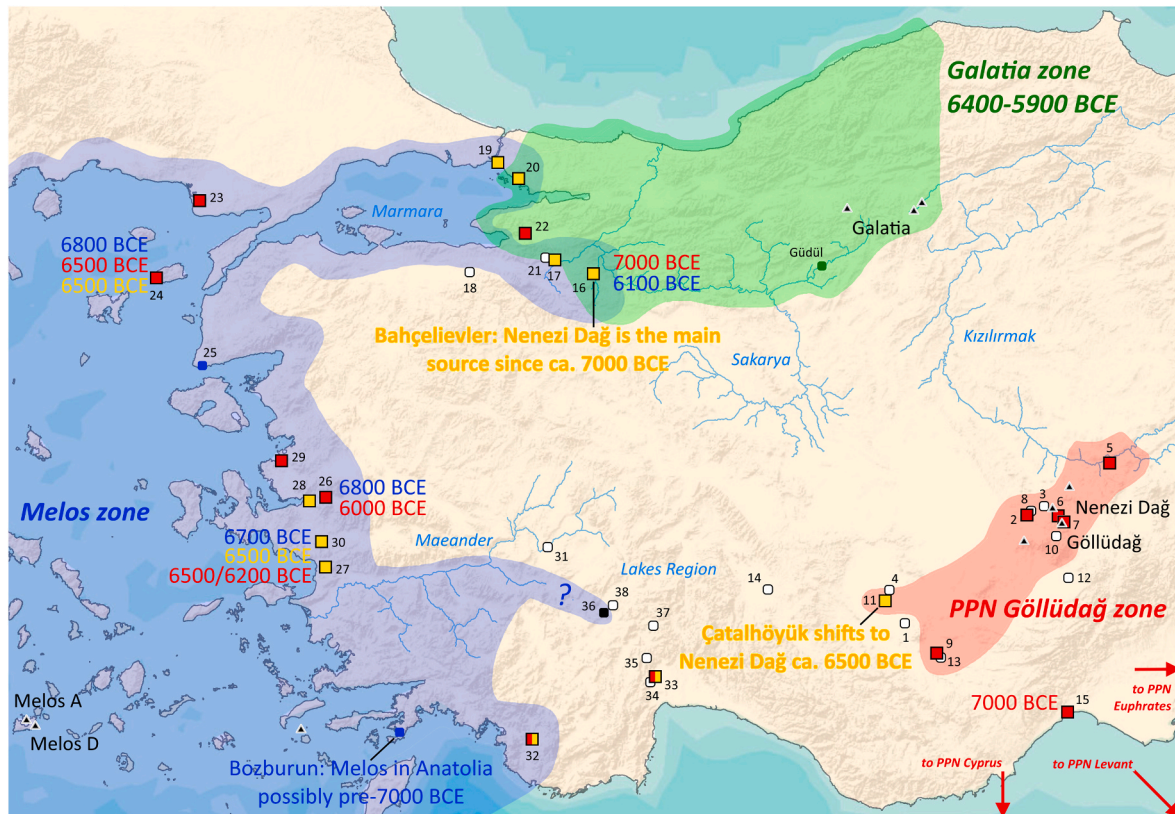 Galatia zone
6400-5900 BCE
19
20
23
Marmara
22
Galatia
6800 BCE
6500 BCE
6500 BCE
24
21
17
18
16
7000 BCE
6100 BCE
Güdül
Kızılırmak
Bahçelievler: Nenezi Dağ is the main
source since ca. 7000 BCE
Sakarya
25
29
5
28
26
6800 BCE
6000 BCE
8
3
6
Nenezi Dağ
2
7
Melos zone
Göllüdağ
10
6700 BCE
6500 BCE
6500/6200 BCE
30
27
Maeander
31
Lakes Region
14
4
12
?
36
38
11
PPN Göllüdağ zone
37
1
Çatalhöyük shifts to
Nenezi Dağ ca. 6500 BCE
9
13
35
33
34
to PPN
Euphrates
7000 BCE
15
Melos A
Melos D
32
Bozburun: Melos in Anatolia
possibly pre-7000 BCE
to PPN Cyprus
to PPN Levant